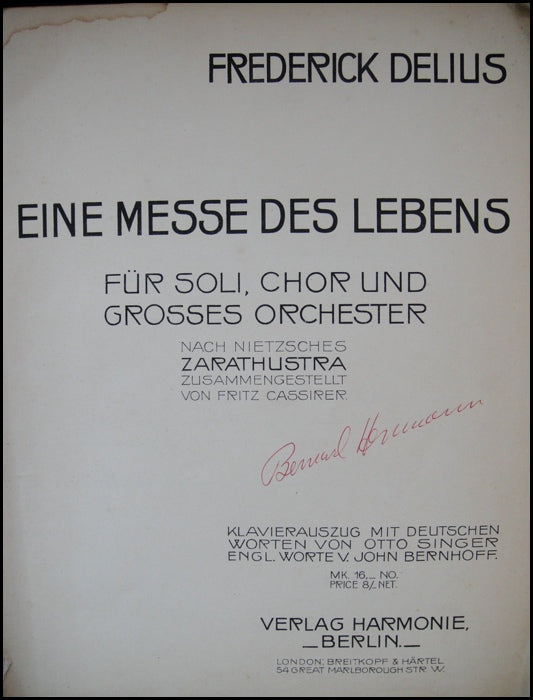 FREDERICK DELIUS
EINE MESSE DES LEBENS
FÜR SOLI, CHOR UND
GROSSES ORCHESTER
NACH NIETZSCHES
ZARATHUSTRA
ZUSAMMENGESTELLT
VON FRITZ CASSIRER.
Bernard Herrmann
KLAVIERAUSZUG MIT DEUTSCHEN
WORTEN VON OTTO SINGER
ENGL. WORTE V. JOHN BERNHOFF.
MK. 16,_ NO.
PRICE 8/_ NET.
VERLAG HARMONIE,
_BERLIN._
LONDON: BREITKOPF & HÄRTEL
54 GREAT MARLBOROUGH STREET W.